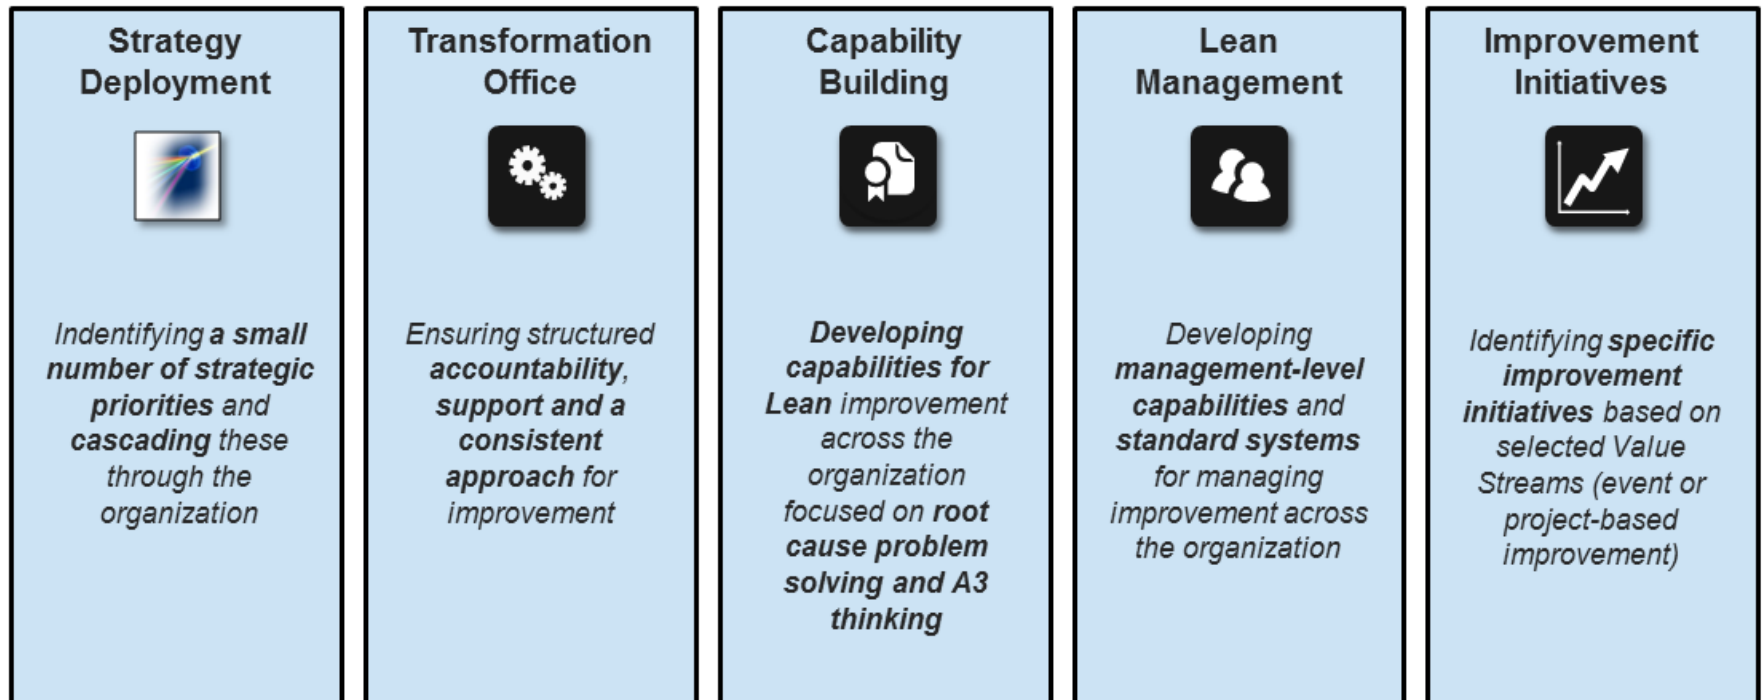 Strategy
Deployment
Indentifying a small
number of strategic
priorities and
cascading these
through the
organization
Transformation
Office
Ensuring structured
accountability,
support and a
consistent
approach for
improvement
Capability
Building
Developing
capabilities for
Lean improvement
across the
organization
focused on root
cause problem
solving and A3
thinking
Lean
Management
Developing
management-level
capabilities and
standard systems
for managing
improvement across
the organization
Improvement
Initiatives
Identifying specific
improvement
initiatives based on
selected Value
Streams (event or
project-based
improvement)